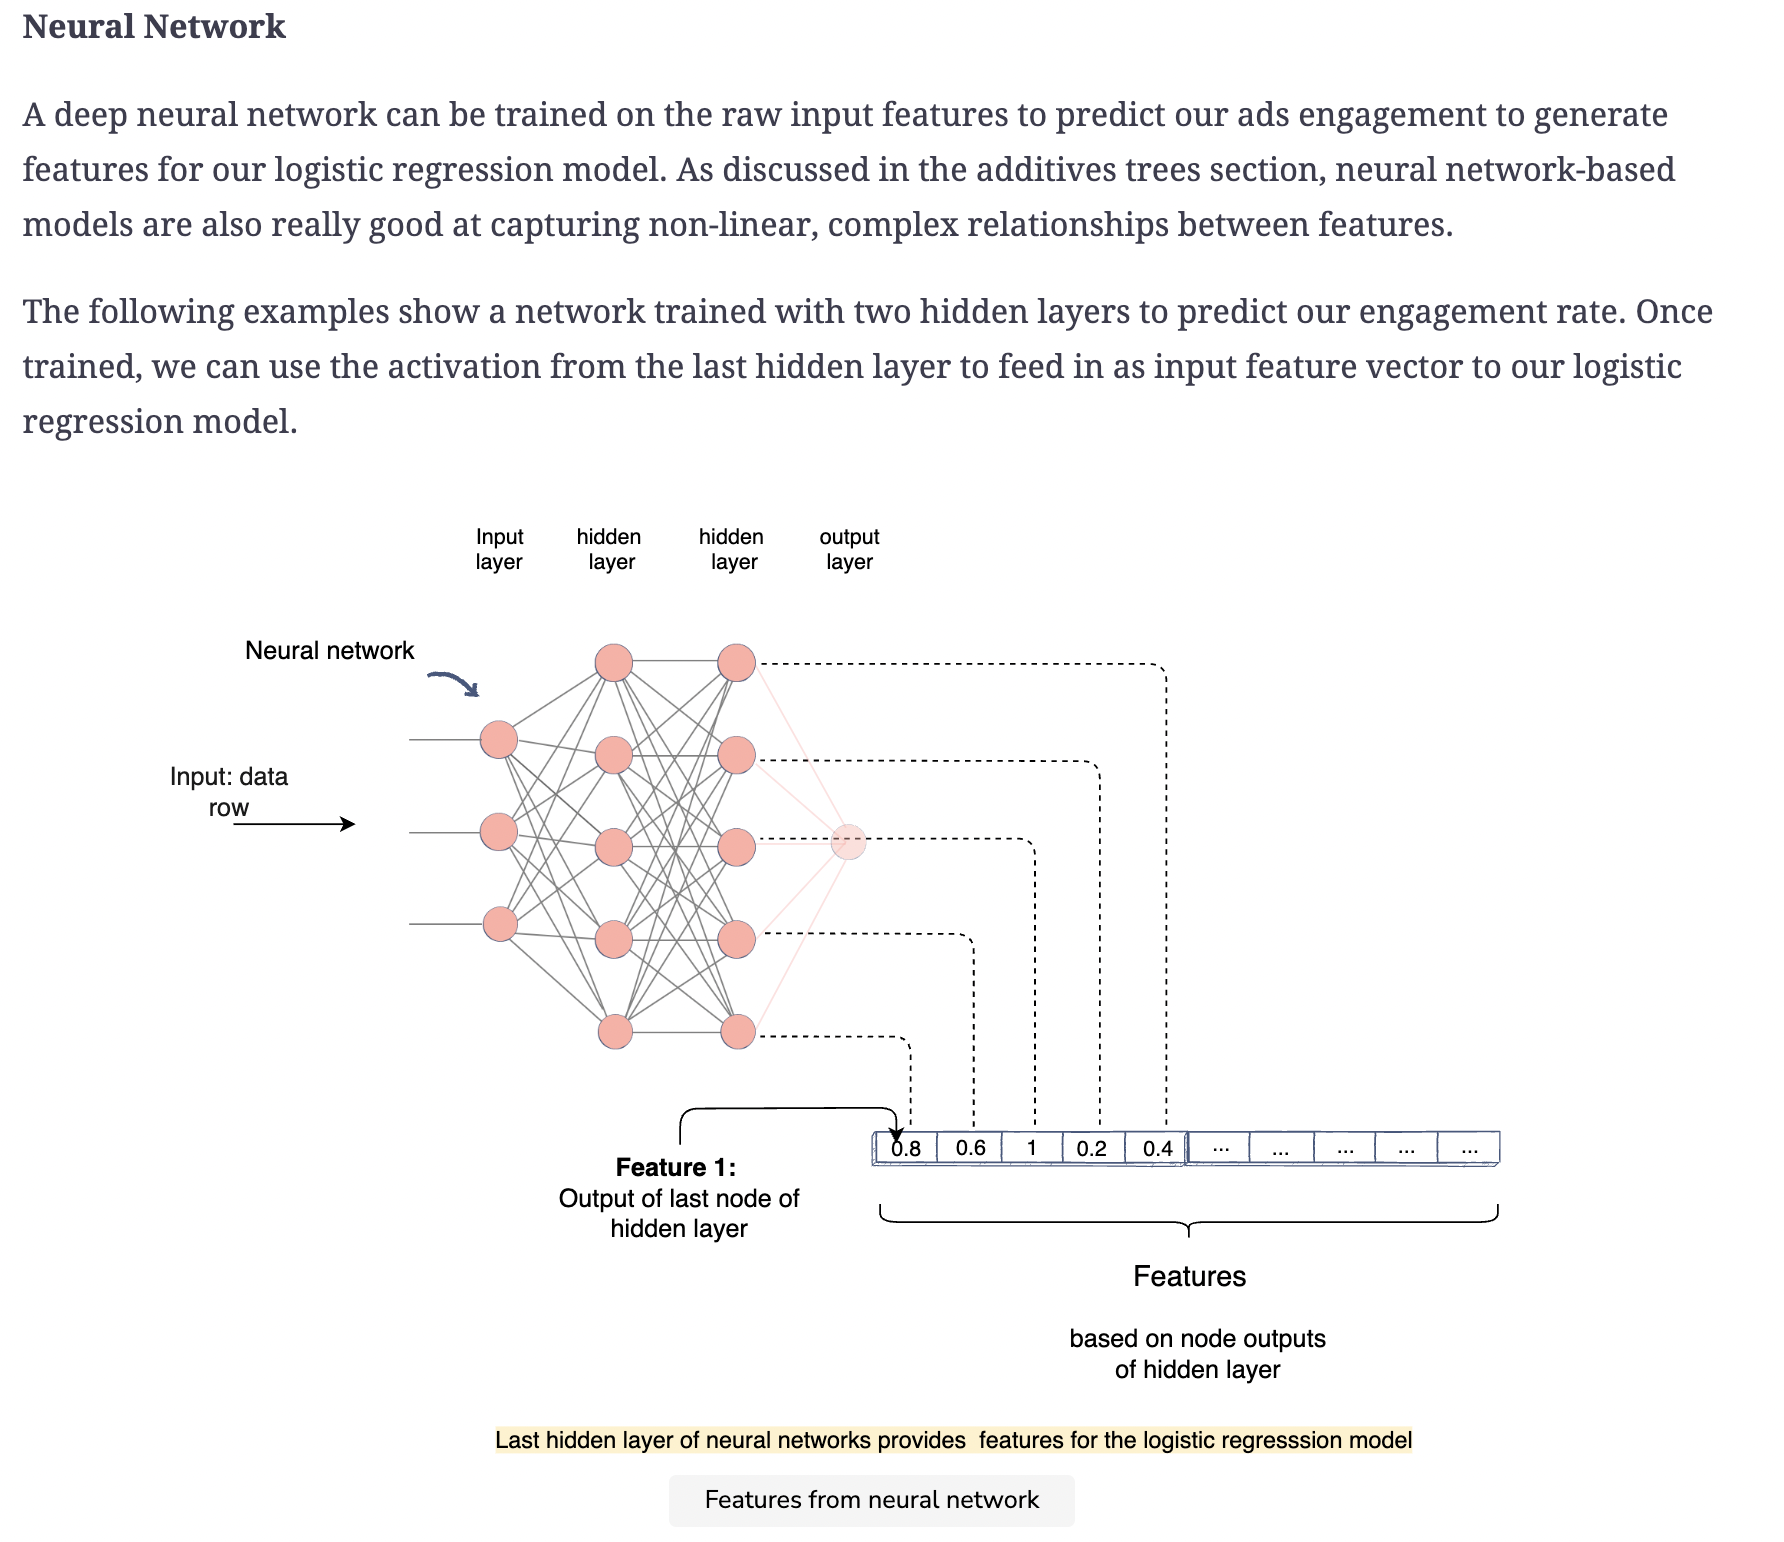 Neural Network
A deep neural network can be trained on the raw input features to predict our ads engagement to generate
features for our logistic regression model. As discussed in the additives trees section, neural network-based
models are also really good at capturing non-linear, complex relationships between features.
The following examples show a network trained with two hidden layers to predict our engagement rate. Once
trained, we can use the activation from the last hidden layer to feed in as input feature vector to our logistic
regression model.
Input
layer
hidden
layer
hidden
layer
output
layer
Neural network
Input: data
row
0.8 0.6 1 0.2 0.4 ... ... ... ... ...
Feature 1:
Output of last node of
hidden layer
Features
based on node outputs
of hidden layer
Last hidden layer of neural networks provides  features for the logistic regresssion model
Features from neural network